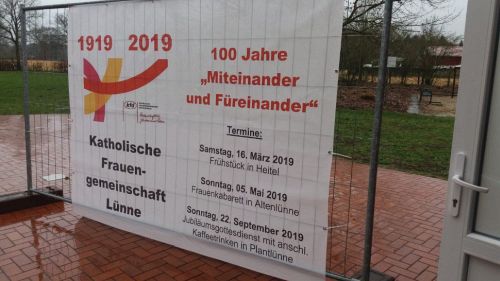 1919 2019
kfd
Katholische
Frauen-
gemeinschaft
Lünne
100 Jahre
„Miteinander
und Füreinander“
Termine:
Samstag, 16. März 2019
Frühstück in Heitel
Sonntag, 05. Mai 2019
Frauenkabarett in Altenlünne
Sonntag, 22. September 2019
Jubiläumsgottesdienst mit anschl.
Kaffeetrinken in Plantlünne